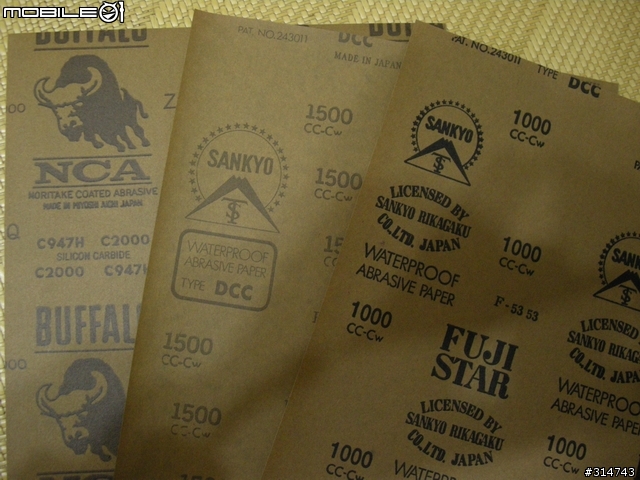 MOBILE01
BUFFALO
NCA
NORITAKE COATED ABRASIVE
MADE IN MIYOSHI AICHI JAPAN
C947H C2000
SILICON CARBIDE
C2000 C947H
BUFFALO
PAT. NO. 243011
DCC
MADE IN JAPAN
1500
CC-Cw
SANKYO
1500
CC-Cw
WATERPROOF
ABRASIVE PAPER
TYPE DCC
1500
CC-Cw
1500
CC-Cw
PAT. NO. 243011
TYPE DCC
SANKYO
1000
CC-Cw
LICENSED BY
SANKYO RIKAGAKU
CO.,LTD. JAPAN
WATERPROOF
ABRASIVE PAPER
1000
CC-Cw
F-53 53
SANKYO
1000
CC-Cw
FUJI
STAR
LICENSED BY
SANKYO RIKAGAKU
CO.,LTD. JAPAN
WATERPROOF
ABRASIVE PAPER
LICENSED BY
SANKYO RIKAGAKU
CO.,LTD. JAPAN
1000
CC-Cw
1000
CC-Cw
#314743